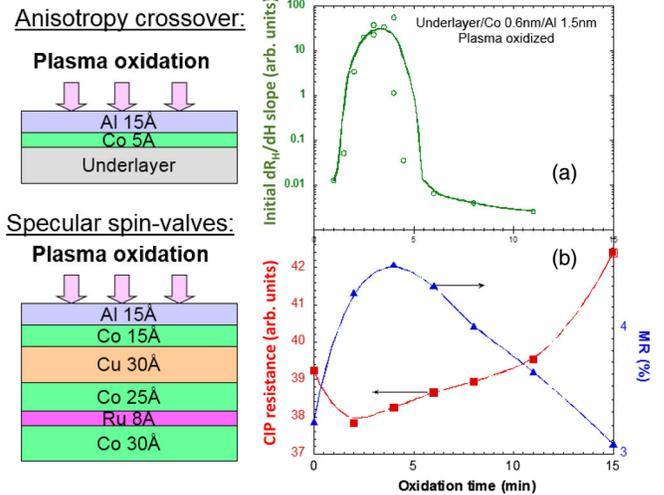 Anisotropy crossover:
Plasma oxidation
Al 15Å
Co 5A
Underlayer
Specular spin-valves:
Plasma oxidation
Al 15Å
Co 15Å
Cu 30Å
Co 25Å
Ru 8A
Co 30Å
Initial dR_H/dH slope (arb. units)
100
10
1
0.1
0.01
Underlayer/Co 0.6nm/Al 1.5nm
Plasma oxidized
(a)
0 5 10 15
(b)
CIP resistance (arb. units)
42
41
40
39
38
37
MR (%)
4
3
0 5 10 15
Oxidation time (min)